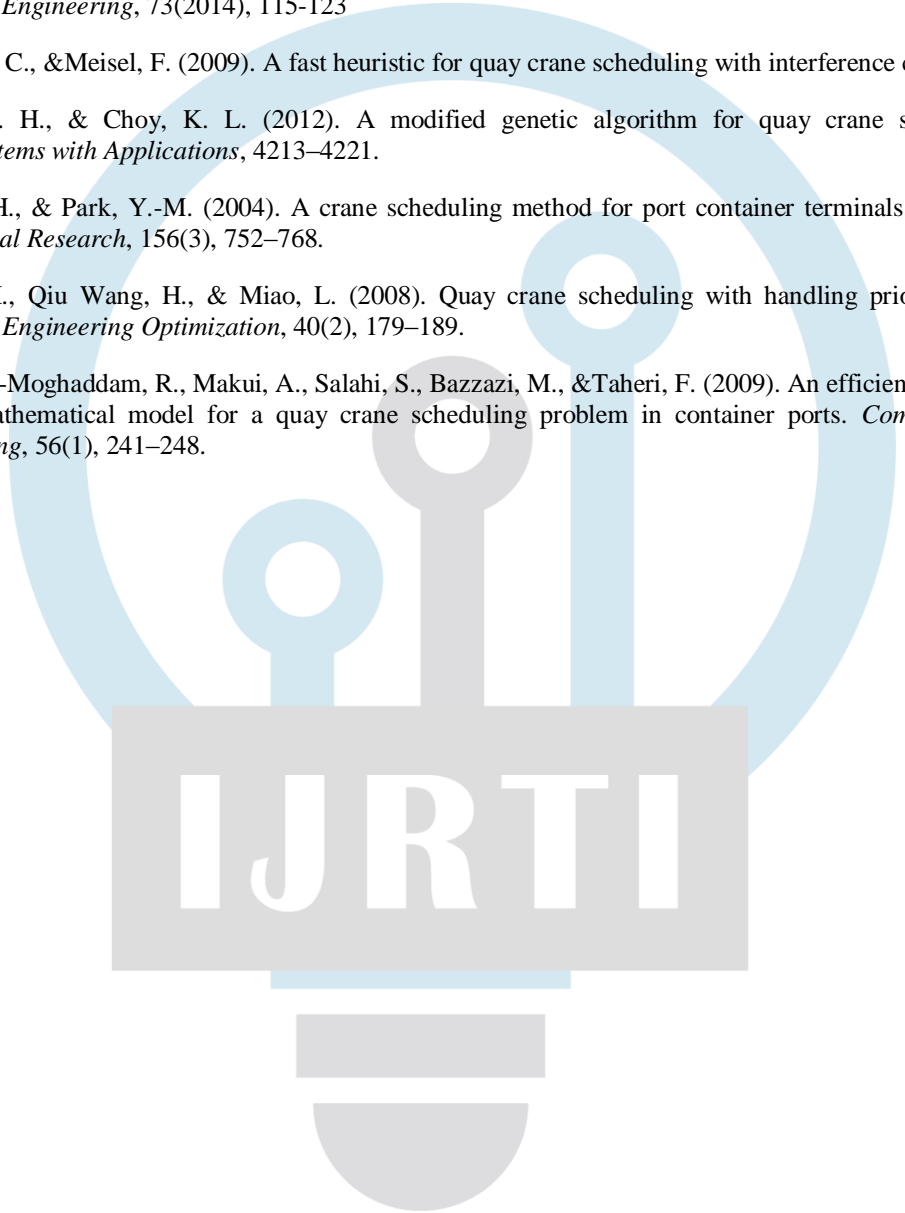 Engineering, 73(2014), 115-123
C., &Meisel, F. (2009). A fast heuristic for quay crane scheduling with interference
. H., & Choy, K. L. (2012). A modified genetic algorithm for quay crane s
tems with Applications, 4213–4221.
H., & Park, Y.-M. (2004). A crane scheduling method for port container terminals
al Research, 156(3), 752–768.
., Qiu Wang, H., & Miao, L. (2008). Quay crane scheduling with handling prio
Engineering Optimization, 40(2), 179–189.
-Moghaddam, R., Makui, A., Salahi, S., Bazzazi, M., &Taheri, F. (2009). An efficien
athematical model for a quay crane scheduling problem in container ports. Com
ng, 56(1), 241–248.
IJRTI